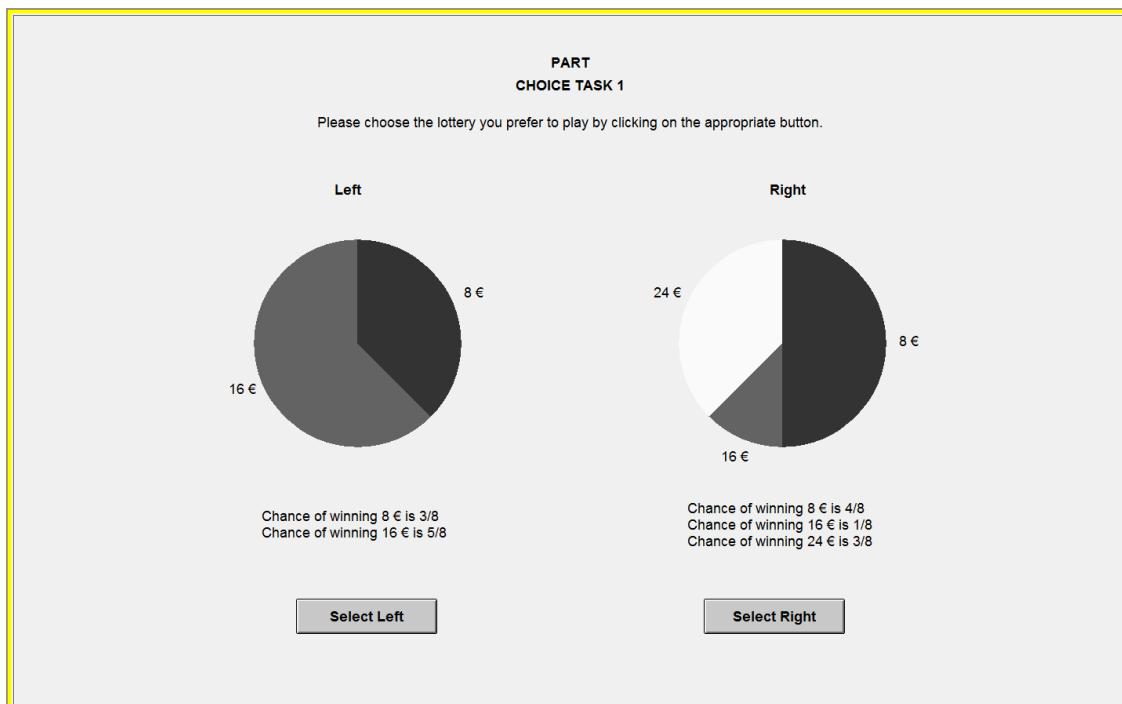 PART
CHOICE TASK 1
Please choose the lottery you prefer to play by clicking on the appropriate button.
Left
Right
8 €
16 €
24 €
8 €
16 €
Chance of winning 8 € is 3/8
Chance of winning 16 € is 5/8
Chance of winning 8 € is 4/8
Chance of winning 16 € is 1/8
Chance of winning 24 € is 3/8
Select Left
Select Right